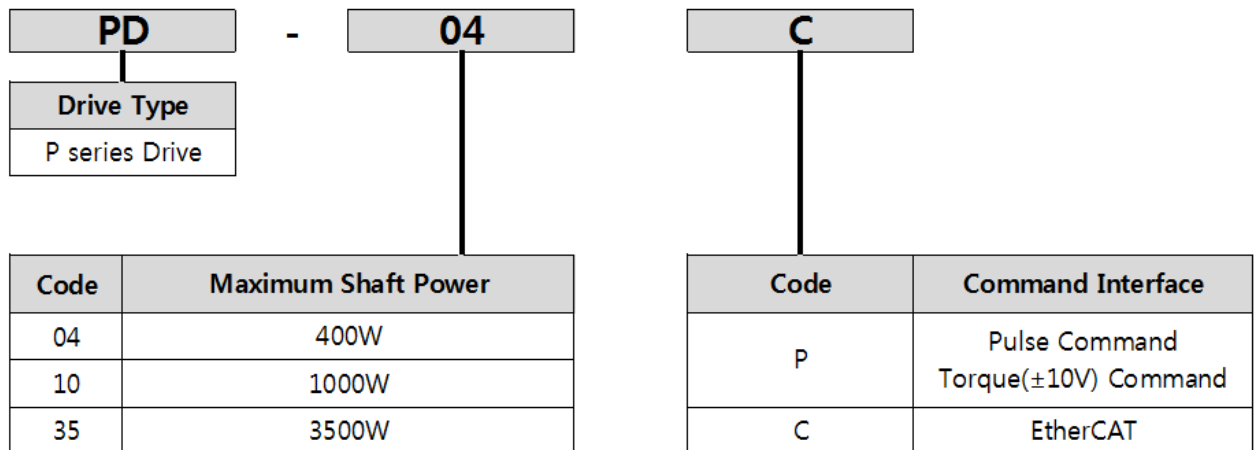 PD - 04 C
Drive Type
P series Drive
Code Maximum Shaft Power
04 400W
10 1000W
35 3500W
Code Command Interface
P Pulse Command
Torque(±10V) Command
C EtherCAT